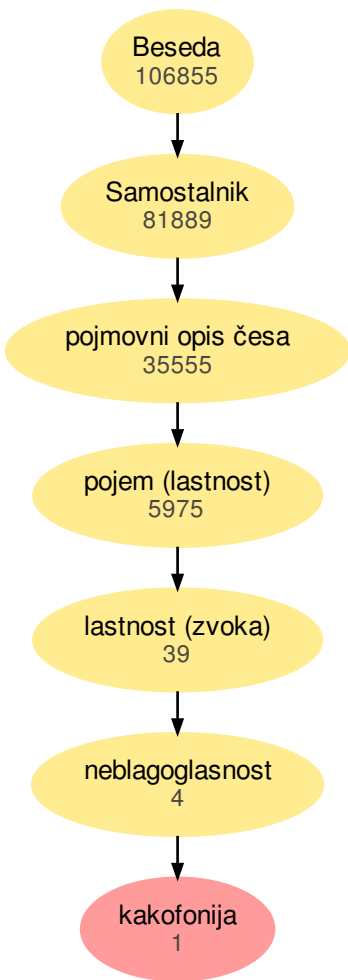 Beseda
106855
Samostalnik
81889
pojmovni opis česa
35555
pojem (lastnost)
5975
lastnost (zvoka)
39
neblagoglasnost
4
kakofonija
1